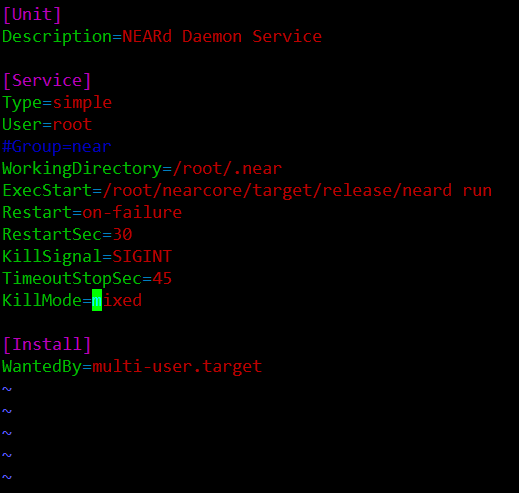 [Unit]
Description=NEARd Daemon Service
[Service]
Type=simple
User=root
#Group=near
WorkingDirectory=/root/.near
ExecStart=/root/nearcore/target/release/neard run
Restart=on-failure
RestartSec=30
KillSignal=SIGINT
TimeoutStopSec=45
KillMode=mixed
[Install]
WantedBy=multi-user.target
~
~
~
~
~